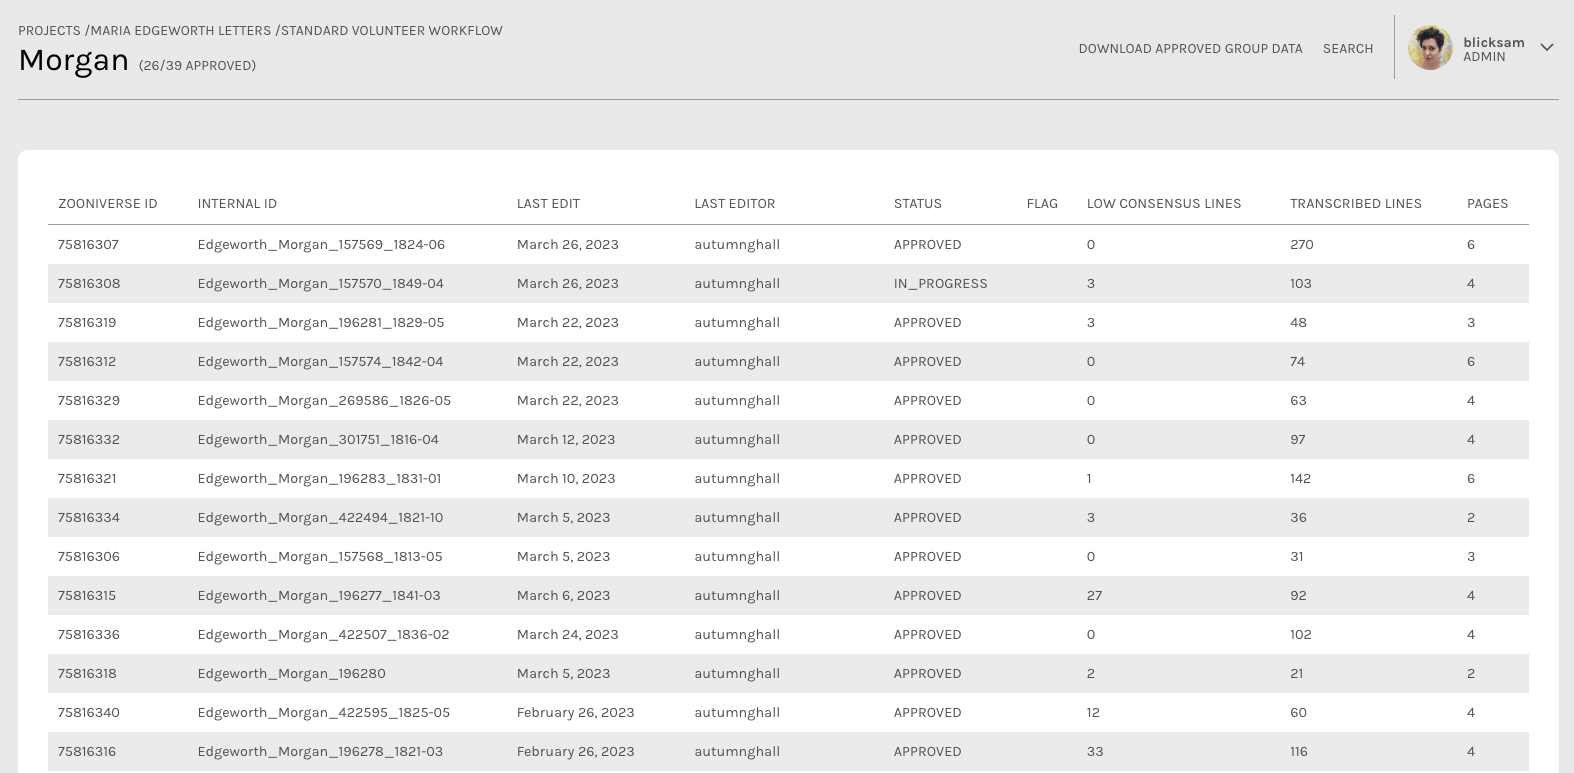 PROJECTS /MARIA EDGEWORTH LETTERS /STANDARD VOLUNTEER WORKFLOW
Morgan (26/39 APPROVED)
DOWNLOAD APPROVED GROUP DATA SEARCH
blicksam
ADMIN
ZOONIVERSE ID INTERNAL ID LAST EDIT LAST EDITOR STATUS FLAG LOW CONSENSUS LINES TRANSCRIBED LINES PAGES
75816307 Edgeworth_Morgan_157569_1824-06 March 26, 2023 autumnghall APPROVED 0 270 6
75816308 Edgeworth_Morgan_157570_1849-04 March 26, 2023 autumnghall IN_PROGRESS 3 103 4
75816319 Edgeworth_Morgan_196281_1829-05 March 22, 2023 autumnghall APPROVED 3 48 3
75816312 Edgeworth_Morgan_157574_1842-04 March 22, 2023 autumnghall APPROVED 0 74 6
75816329 Edgeworth_Morgan_269586_1826-05 March 22, 2023 autumnghall APPROVED 0 63 4
75816332 Edgeworth_Morgan_301751_1816-04 March 12, 2023 autumnghall APPROVED 0 97 4
75816321 Edgeworth_Morgan_196283_1831-01 March 10, 2023 autumnghall APPROVED 1 142 6
75816334 Edgeworth_Morgan_422494_1821-10 March 5, 2023 autumnghall APPROVED 3 36 2
75816306 Edgeworth_Morgan_157568_1813-05 March 5, 2023 autumnghall APPROVED 0 31 3
75816315 Edgeworth_Morgan_196277_1841-03 March 6, 2023 autumnghall APPROVED 27 92 4
75816336 Edgeworth_Morgan_422507_1836-02 March 24, 2023 autumnghall APPROVED 0 102 4
75816318 Edgeworth_Morgan_196280 March 5, 2023 autumnghall APPROVED 2 21 2
75816340 Edgeworth_Morgan_422595_1825-05 February 26, 2023 autumnghall APPROVED 12 60 4
75816316 Edgeworth_Morgan_196278_1821-03 February 26, 2023 autumnghall APPROVED 33 116 4